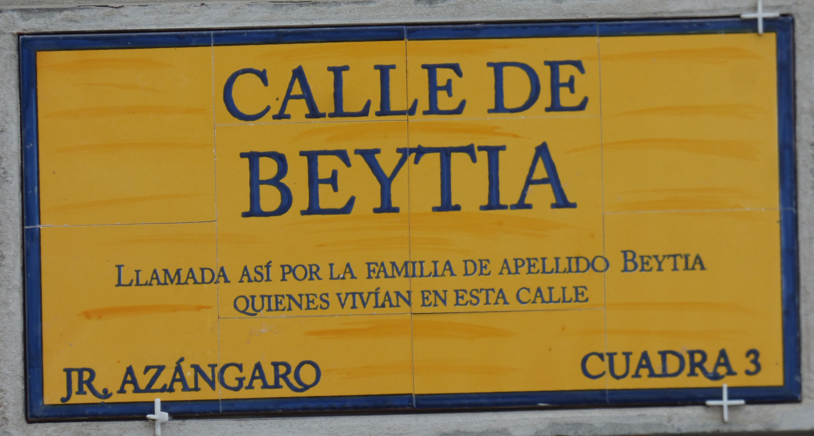 CALLE DE
BEYTIA
LLAMADA ASÍ POR LA FAMILIA DE APELLIDO BEYTIA
QUIENES VIVÍAN EN ESTA CALLE
JR. AZÁNGARO CUADRA 3